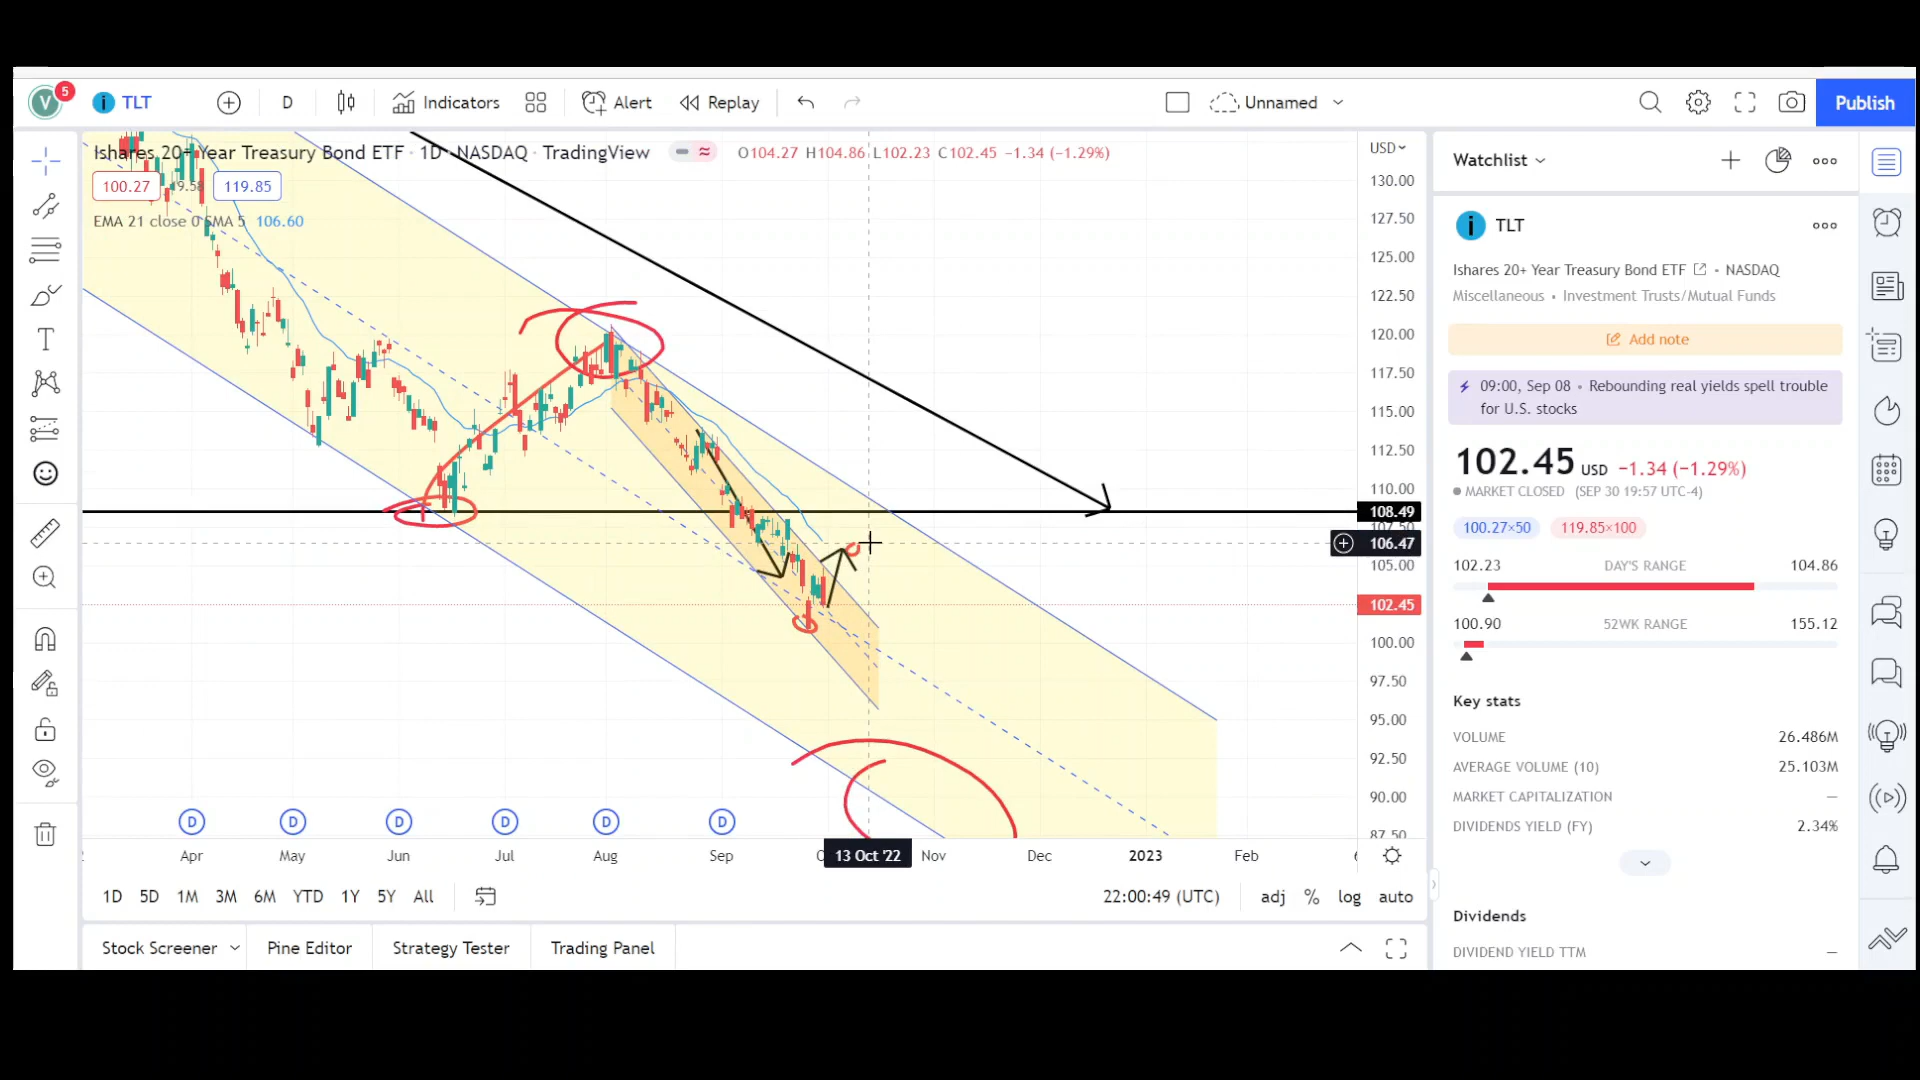 V 5 TLT D Indicators Alert Replay Unnamed Publish
Ishares 20+ Year Treasury Bond ETF · 1D · NASDAQ · TradingView O104.27 H104.86 L102.23 C102.45 −1.34 (−1.29%)
100.27 19.58 119.85
EMA 21 close 0 SMA 5 106.60
USD
130.00
127.50
125.00
122.50
120.00
117.50
115.00
112.50
110.00
108.49
107.50
106.47
105.00
102.45
100.00
97.50
95.00
92.50
90.00
87.50
D D D D D D
Apr May Jun Jul Aug Sep 13 Oct '22 Nov Dec 2023 Feb
1D 5D 1M 3M 6M YTD 1Y 5Y All 22:00:49 (UTC) adj % log auto
Stock Screener Pine Editor Strategy Tester Trading Panel
Watchlist
TLT
Ishares 20+ Year Treasury Bond ETF • NASDAQ
Miscellaneous • Investment Trusts/Mutual Funds
Add note
09:00, Sep 08 • Rebounding real yields spell trouble
for U.S. stocks
102.45 USD −1.34 (−1.29%)
MARKET CLOSED (SEP 30 19:57 UTC-4)
100.27×50 119.85×100
102.23 DAY'S RANGE 104.86
100.90 52WK RANGE 155.12
Key stats
VOLUME 26.486M
AVERAGE VOLUME (10) 25.103M
MARKET CAPITALIZATION —
DIVIDENDS YIELD (FY) 2.34%
Dividends
DIVIDEND YIELD TTM —